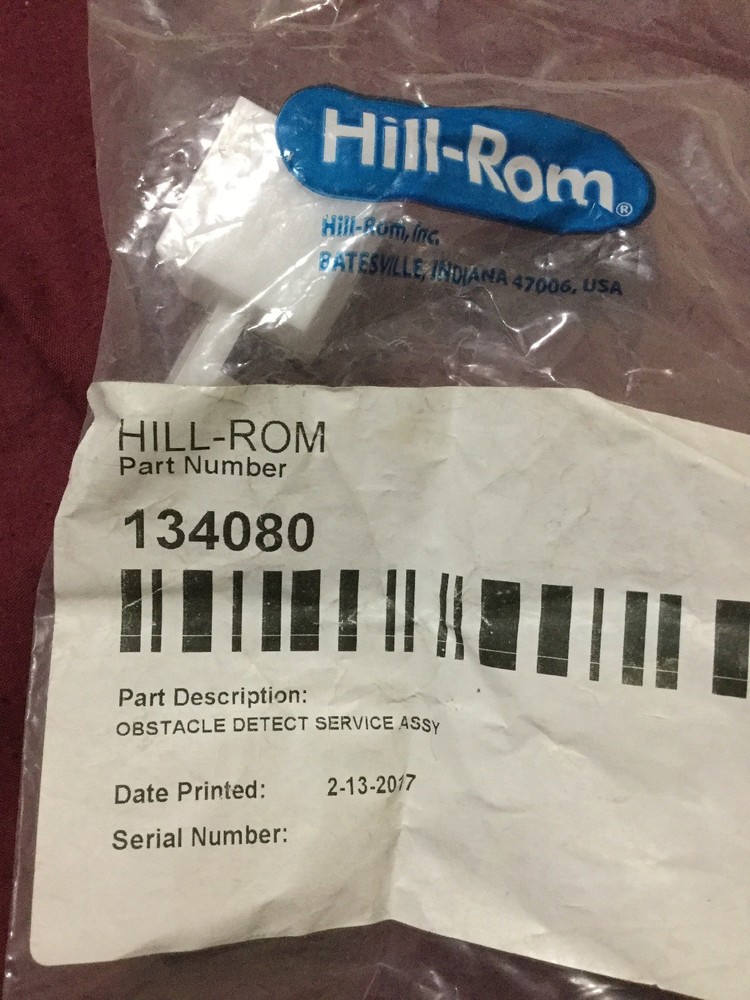 Hill-Rom®
Hill-Rom, Inc.
BATESVILLE, INDIANA 47006, USA
HILL-ROM
Part Number
134080
Part Description:
OBSTACLE DETECT SERVICE ASSY
Date Printed: 2-13-2017
Serial Number: